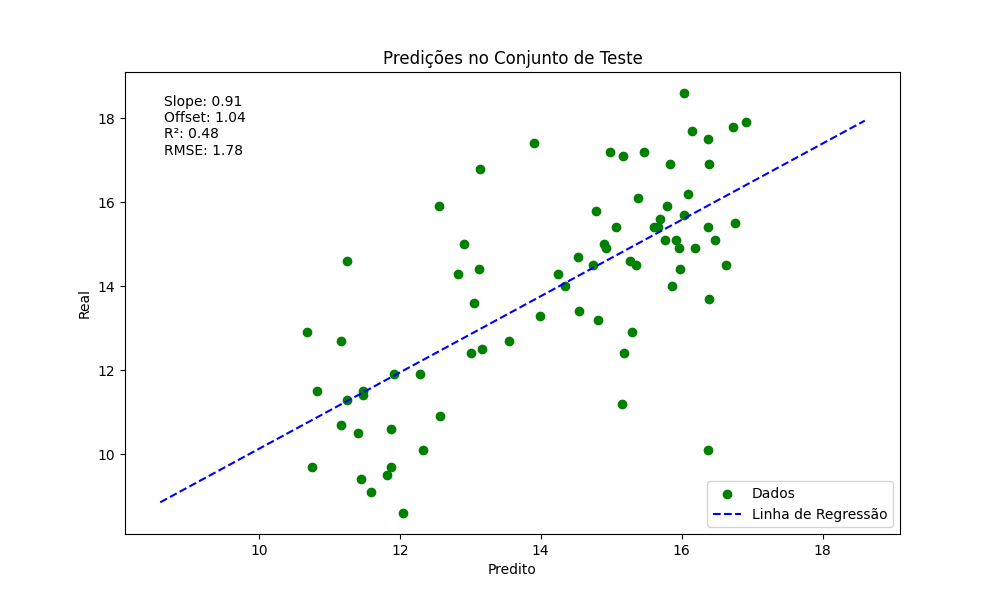 Predições no Conjunto de Teste
Slope: 0.91
Offset: 1.04
R²: 0.48
RMSE: 1.78
18
16
14
12
10
Real
10 12 14 16 18
Predito
Dados
Linha de Regressão